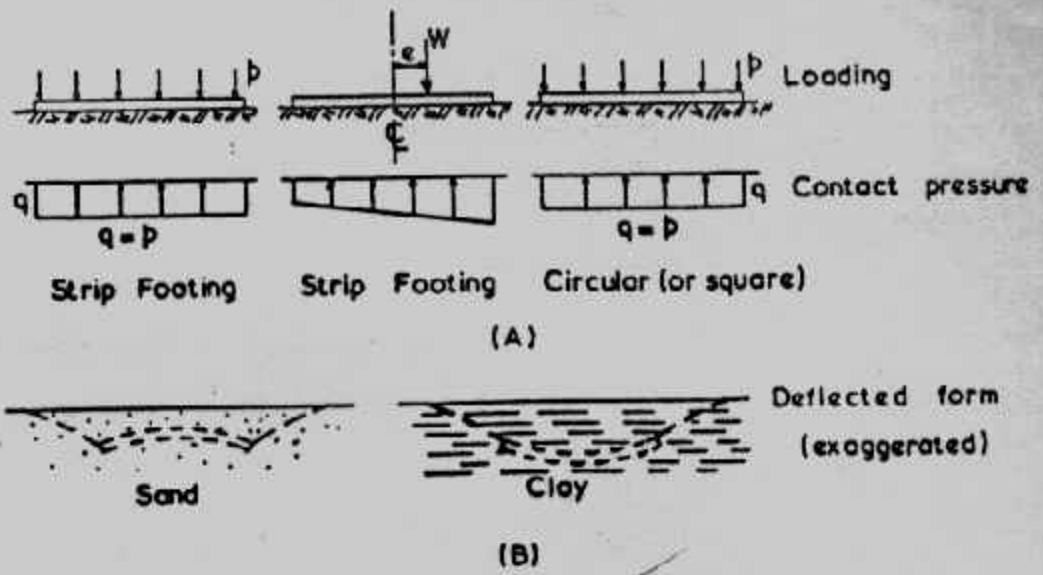 p W e p Loading
℄
q q Contact pressure
q = p q = p
Strip Footing Strip Footing Circular (or square)
(A)
Deflected form
(exaggerated)
Sand Clay
(B)